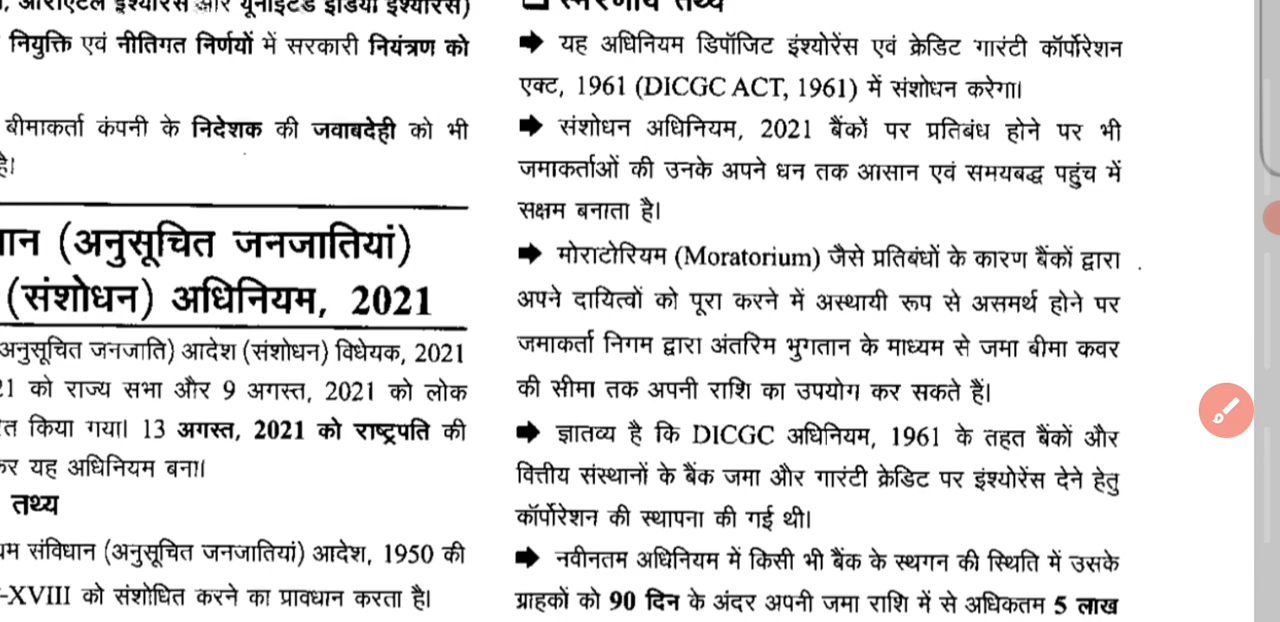 इंश्योरेंस और यूनाइटेड इंडिया इंश्योरेंस)
नियुक्ति एवं नीतिगत निर्णयों में सरकारी नियंत्रण को
बीमाकर्ता कंपनी के निदेशक की जवाबदेही को भी
है।
(अनुसूचित जनजातियां)
(संशोधन) अधिनियम, 2021
अनुसूचित जनजाति) आदेश (संशोधन) विधेयक, 2021
21 को राज्य सभा और 9 अगस्त, 2021 को लोक
किया गया। 13 अगस्त, 2021 को राष्ट्रपति की
कर यह अधिनियम बना।
तथ्य
संविधान (अनुसूचित जनजातियां) आदेश, 1950 की
-XVIII को संशोधित करने का प्रावधान करता है।
स्मरणीय तथ्य
➡ यह अधिनियम डिपॉजिट इंश्योरेंस एवं क्रेडिट गारंटी कॉर्पोरेशन
एक्ट, 1961 (DICGC ACT, 1961) में संशोधन करेगा।
➡ संशोधन अधिनियम, 2021 बैंकों पर प्रतिबंध होने पर भी
जमाकर्ताओं की उनके अपने धन तक आसान एवं समयबद्ध पहुंच में
सक्षम बनाता है।
➡ मोराटोरियम (Moratorium) जैसे प्रतिबंधों के कारण बैंकों द्वारा
अपने दायित्वों को पूरा करने में अस्थायी रूप से असमर्थ होने पर
जमाकर्ता निगम द्वारा अंतरिम भुगतान के माध्यम से जमा बीमा कवर
की सीमा तक अपनी राशि का उपयोग कर सकते हैं।
➡ ज्ञातव्य है कि DICGC अधिनियम, 1961 के तहत बैंकों और
वित्तीय संस्थानों के बैंक जमा और गारंटी क्रेडिट पर इंश्योरेंस देने हेतु
कॉर्पोरेशन की स्थापना की गई थी।
➡ नवीनतम अधिनियम में किसी भी बैंक के स्थगन की स्थिति में उसके
ग्राहकों को 90 दिन के अंदर अपनी जमा राशि में से अधिकतम 5 लाख